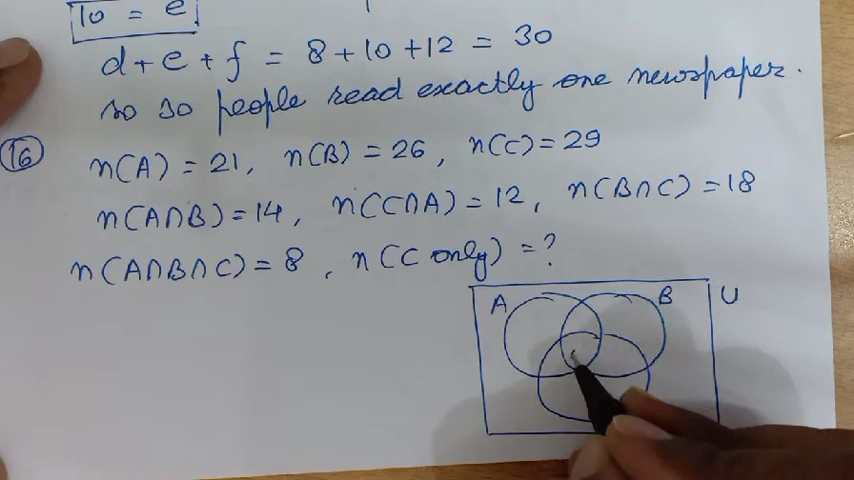 10 = e
d + e + f = 8 + 10 + 12 = 30
so 30 people read exactly one newspaper.
16 n(A) = 21, n(B) = 26, n(C) = 29
n(A∩B) = 14, n(C∩A) = 12, n(B∩C) = 18
n(A∩B∩C) = 8, n(C only) = ?
A B U